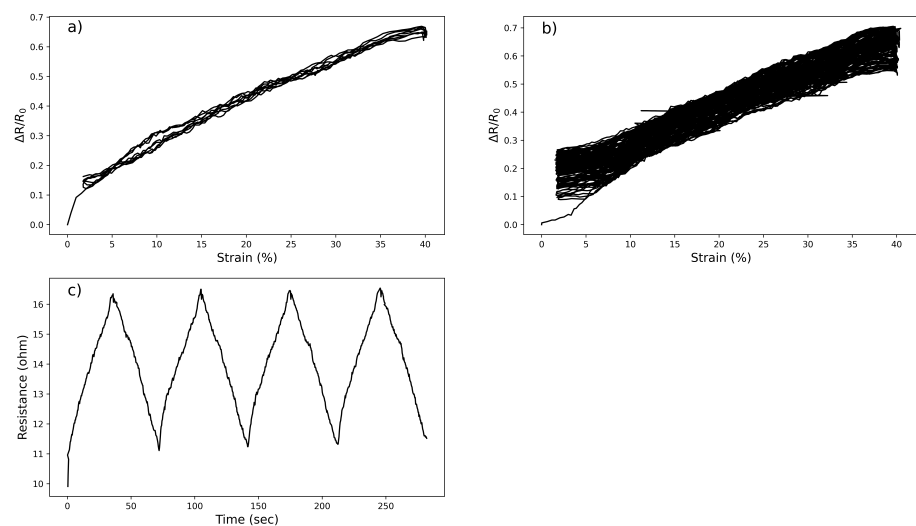 a)
0.7
0.6
0.5
0.4
0.3
0.2
0.1
0.0
ΔR/R₀
0 5 10 15 20 25 30 35 40
Strain (%)
b)
0.7
0.6
0.5
0.4
0.3
0.2
0.1
0.0
ΔR/R₀
0 5 10 15 20 25 30 35 40
Strain (%)
c)
16
15
14
13
12
11
10
Resistance (ohm)
0 50 100 150 200 250
Time (sec)